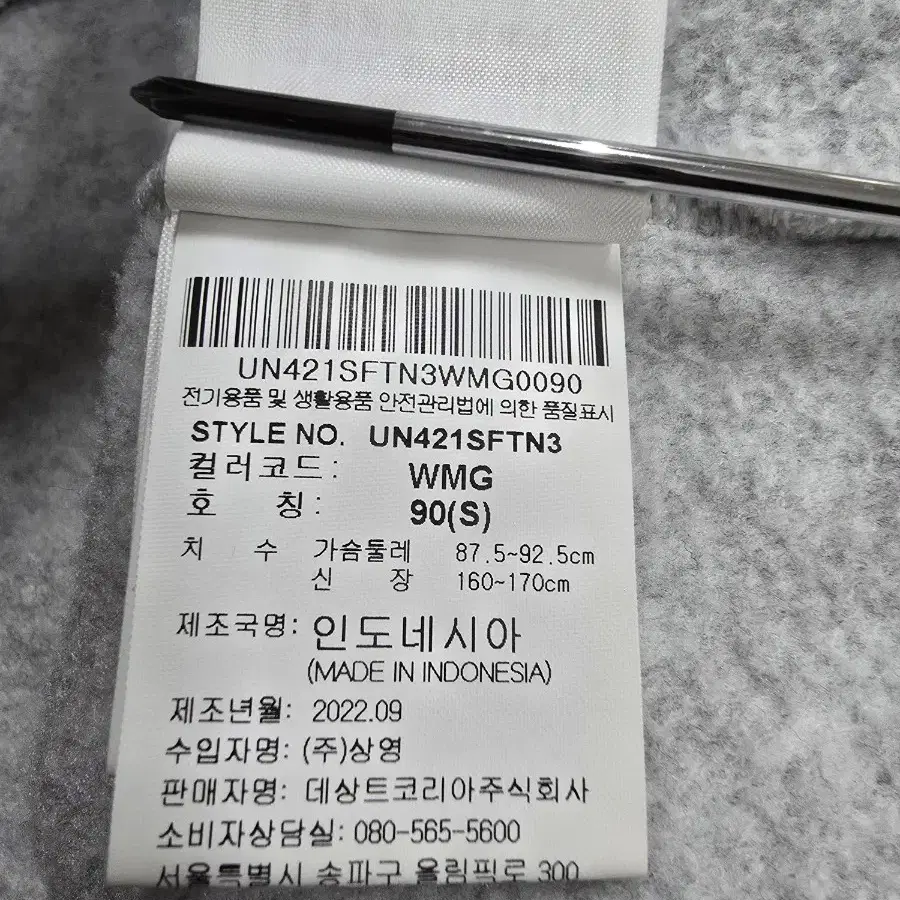 UN421SFTN3WMG0090
전기용품 및 생활용품 안전관리법에 의한 품질표시
STYLE NO. UN421SFTN3
컬러코드: WMG
호 칭: 90(S)
치 수 가슴둘레 87.5~92.5cm
신 장 160~170cm
제조국명: 인도네시아
(MADE IN INDONESIA)
제조년월: 2022.09
수입자명: (주)상영
판매자명: 데상트코리아주식회사
소비자상담실: 080-565-5600
서울특별시 송파구 올림픽로 300